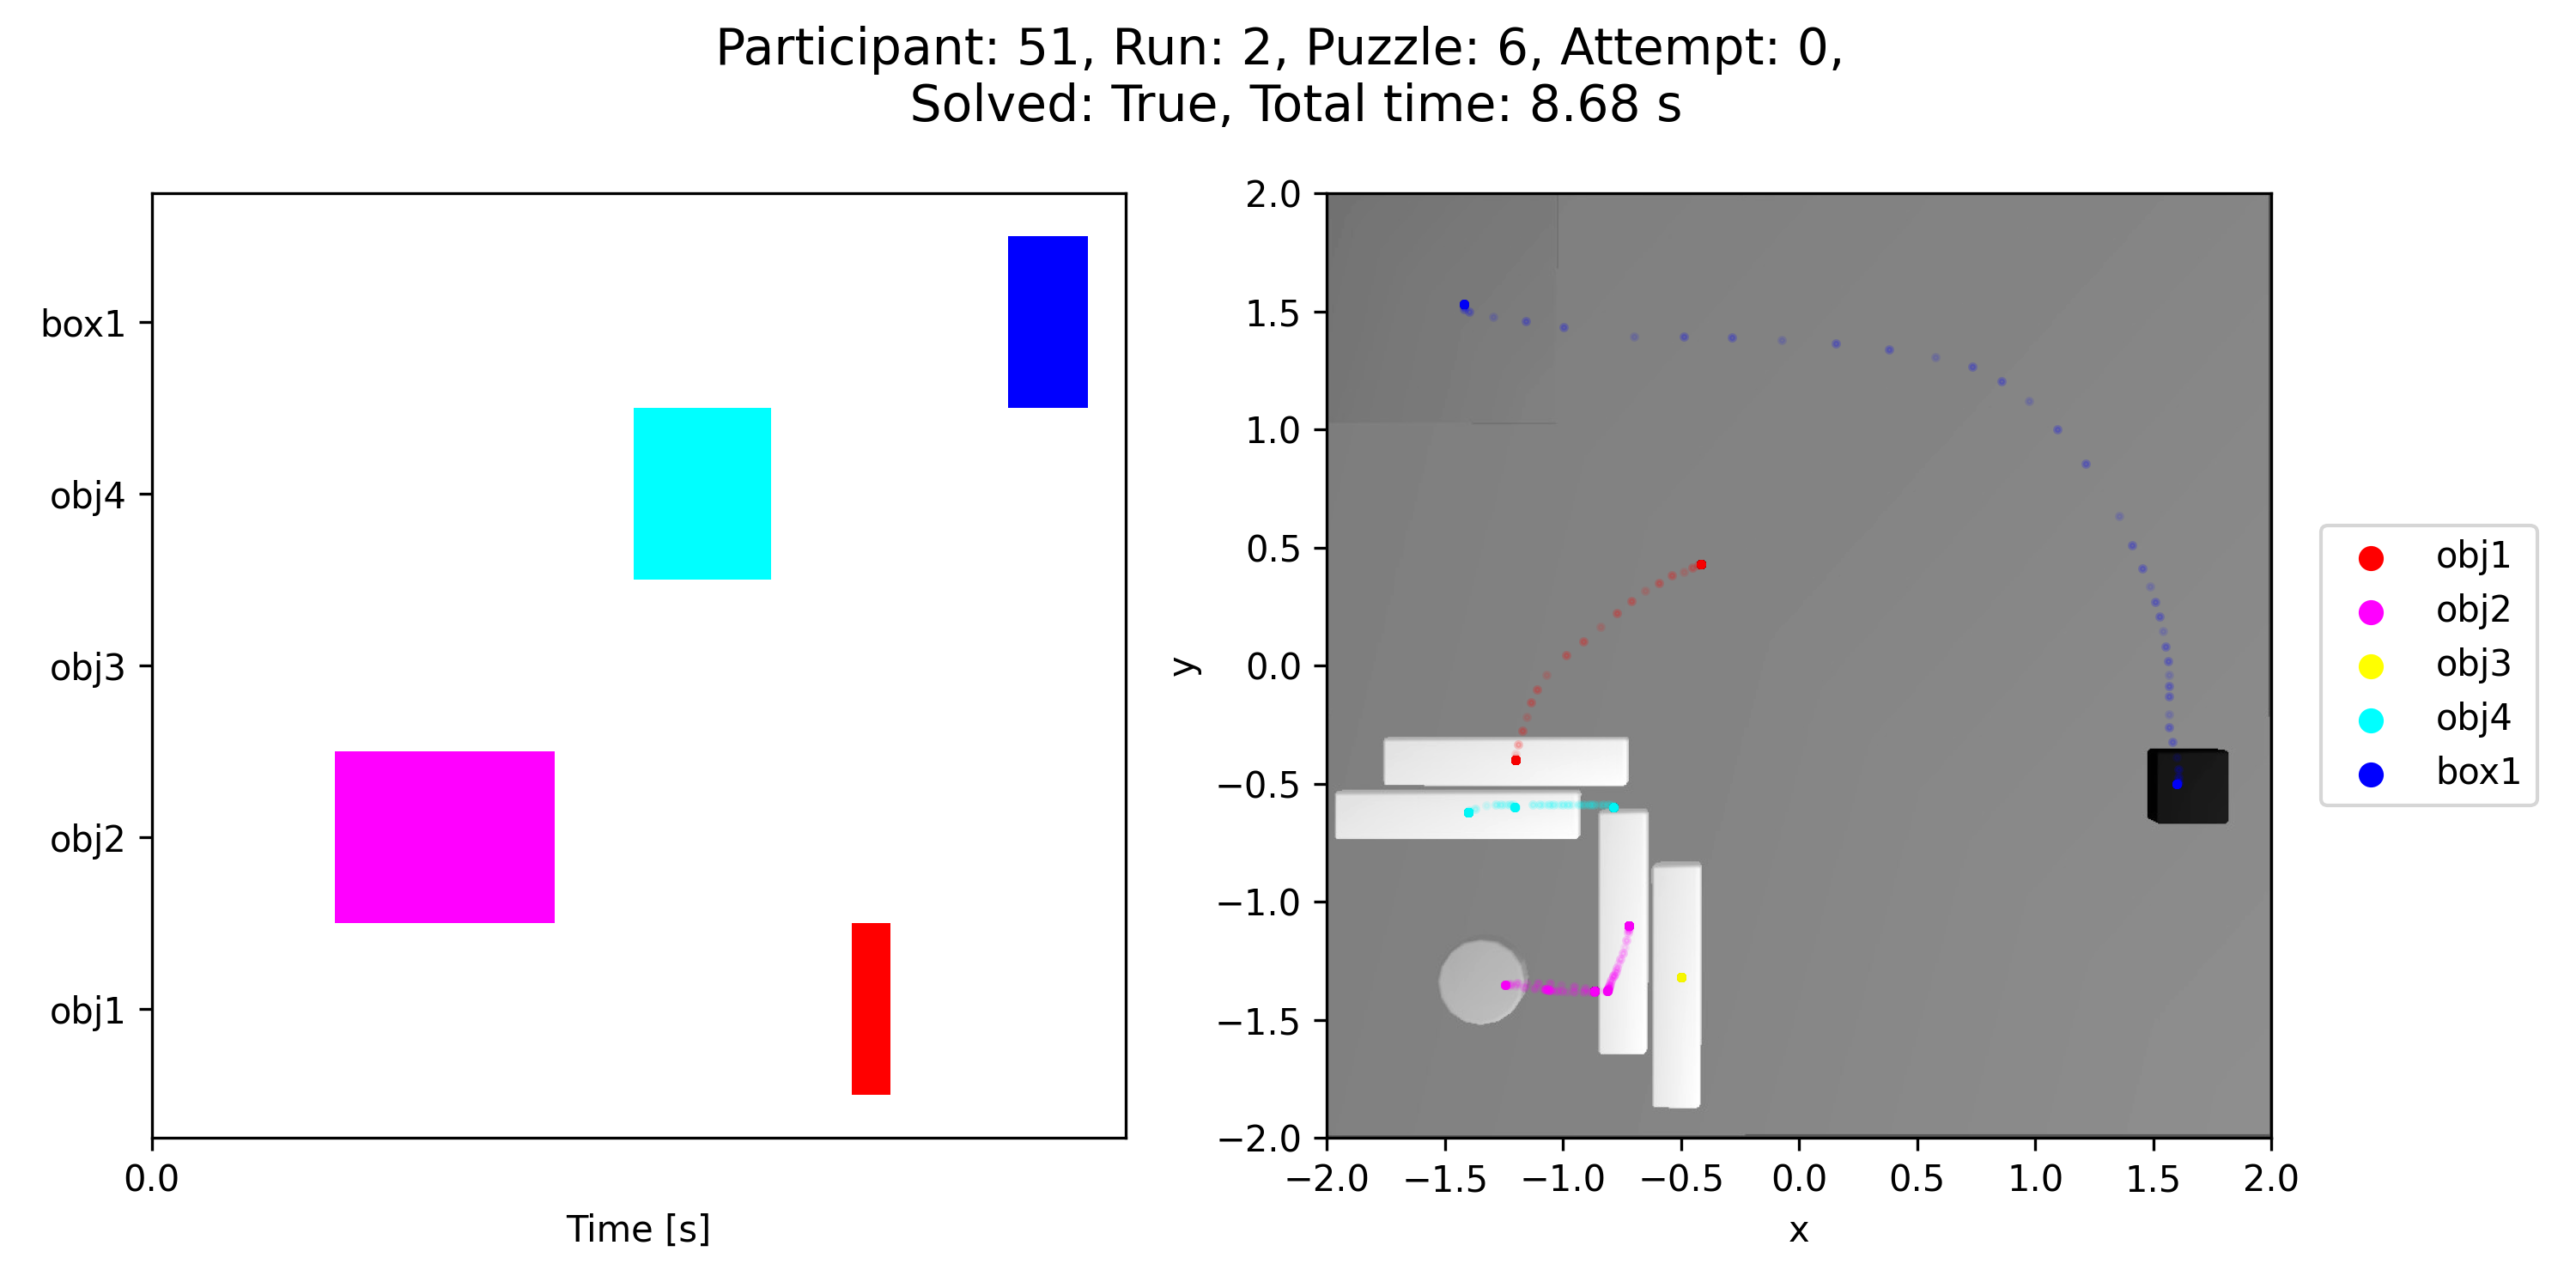 Participant: 51, Run: 2, Puzzle: 6, Attempt: 0,
Solved: True, Total time: 8.68 s
box1
obj4
obj3
obj2
obj1
0.0
Time [s]
2.0
1.5
1.0
0.5
0.0
−0.5
−1.0
−1.5
−2.0
y
−2.0 −1.5 −1.0 −0.5 0.0 0.5 1.0 1.5 2.0
x
obj1
obj2
obj3
obj4
box1